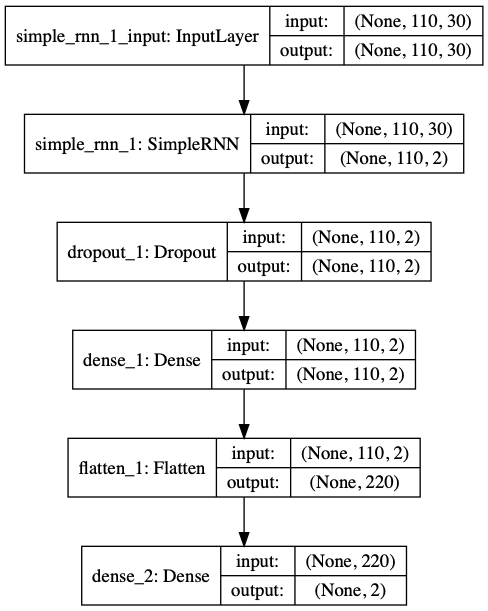 simple_rnn_1_input: InputLayer
input: (None, 110, 30)
output: (None, 110, 30)
simple_rnn_1: SimpleRNN
input: (None, 110, 30)
output: (None, 110, 2)
dropout_1: Dropout
input: (None, 110, 2)
output: (None, 110, 2)
dense_1: Dense
input: (None, 110, 2)
output: (None, 110, 2)
flatten_1: Flatten
input: (None, 110, 2)
output: (None, 220)
dense_2: Dense
input: (None, 220)
output: (None, 2)